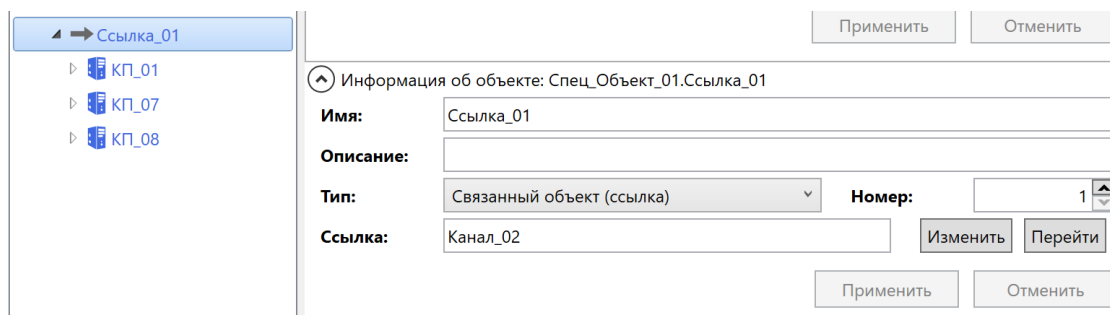 Ссылка_01
КП_01
КП_07
КП_08
Применить Отменить
Информация об объекте: Спец_Объект_01.Ссылка_01
Имя: Ссылка_01
Описание:
Тип: Связанный объект (ссылка) Номер: 1
Ссылка: Канал_02 Изменить Перейти
Применить Отменить